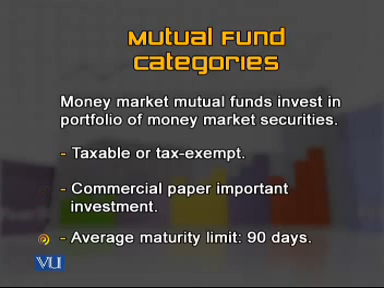 Mutual Fund
Categories
Money market mutual funds invest in
portfolio of money market securities.
- Taxable or tax-exempt.
- Commercial paper important
investment.
- Average maturity limit: 90 days.
VU